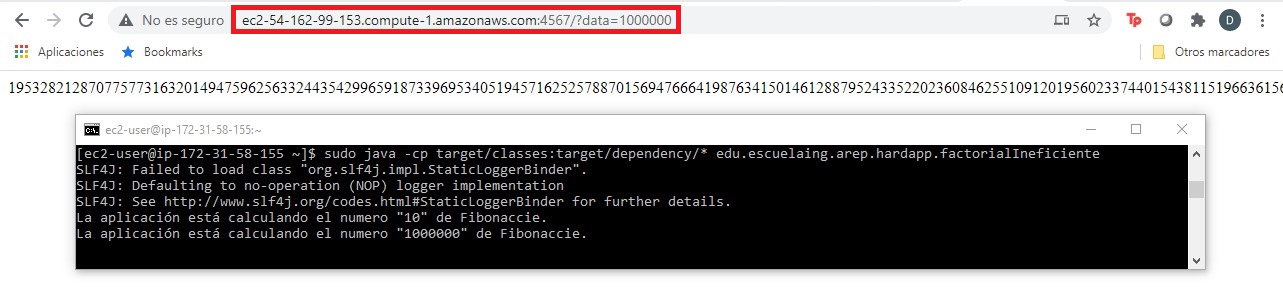 No es seguro ec2-54-162-99-153.compute-1.amazonaws.com:4567/?data=1000000
Aplicaciones Bookmarks Otros marcadores
1953282128707757731632014947596256332443542996591873396953405194571625257887015694766641987634150146128879524335220236084625510912019560233744015438115196636156
ec2-user@ip-172-31-58-155:~
[ec2-user@ip-172-31-58-155 ~]$ sudo java -cp target/classes:target/dependency/* edu.escuelaing.arep.hardapp.factorialIneficiente
SLF4J: Failed to load class "org.slf4j.impl.StaticLoggerBinder".
SLF4J: Defaulting to no-operation (NOP) logger implementation
SLF4J: See http://www.slf4j.org/codes.html#StaticLoggerBinder for further details.
La aplicación está calculando el numero "10" de Fibonaccie.
La aplicación está calculando el numero "1000000" de Fibonaccie.